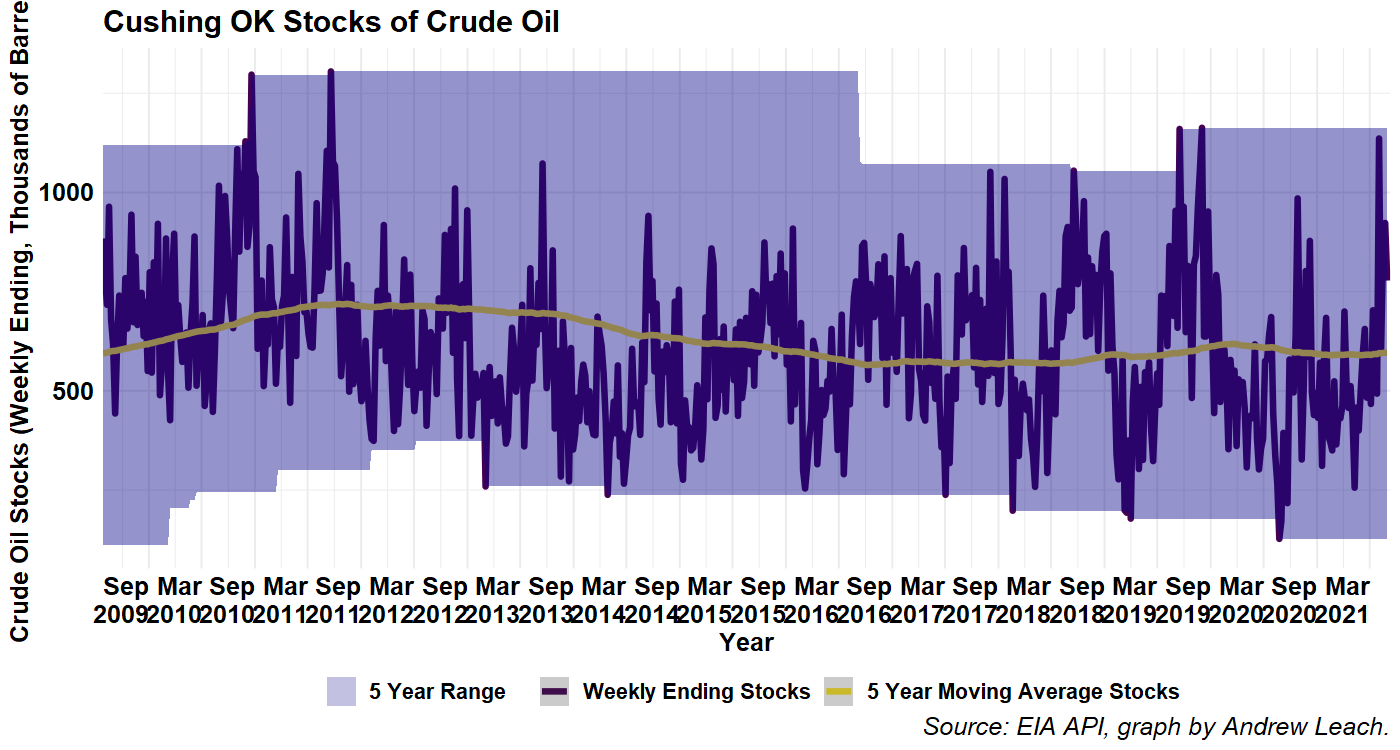 Cushing OK Stocks of Crude Oil
Crude Oil Stocks (Weekly Ending, Thousands of Barre
1000
500
Sep Mar Sep Mar Sep Mar Sep Mar Sep Mar Sep Mar Sep Mar Sep Mar Sep Mar Sep Mar Sep Mar Sep Mar
2009 2010 2010 2011 2011 2012 2012 2013 2013 2014 2014 2015 2015 2016 2016 2017 2017 2018 2018 2019 2019 2020 2020 2021
Year
5 Year Range
Weekly Ending Stocks
5 Year Moving Average Stocks
Source: EIA API, graph by Andrew Leach.